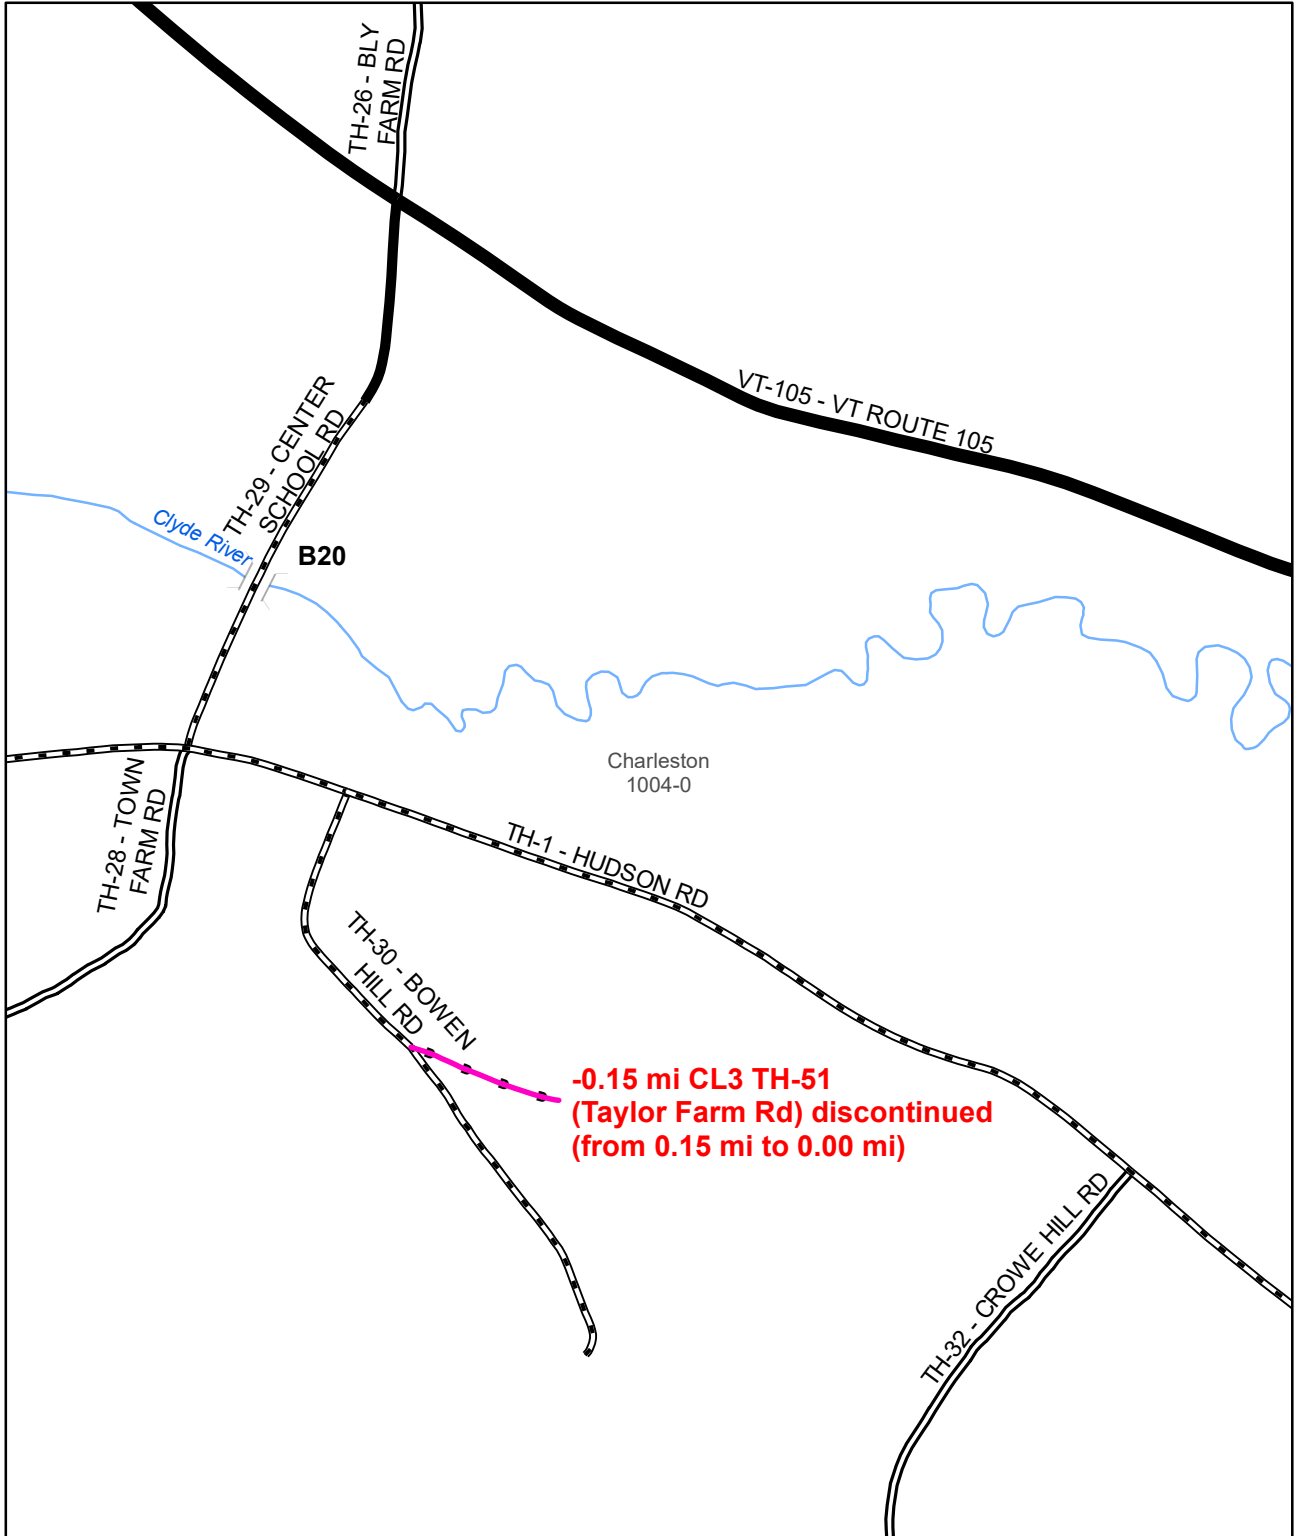 TH-26 - BLY
FARM RD
VT-105 - VT ROUTE 105
TH-29 - CENTER
SCHOOL RD
Clyde River
B20
Charleston
1004-0
TH-28 - TOWN
FARM RD
TH-1 - HUDSON RD
TH-30 - BOWEN
HILL RD
-0.15 mi CL3 TH-51
(Taylor Farm Rd) discontinued
(from 0.15 mi to 0.00 mi)
TH-32 - CROWE HILL RD